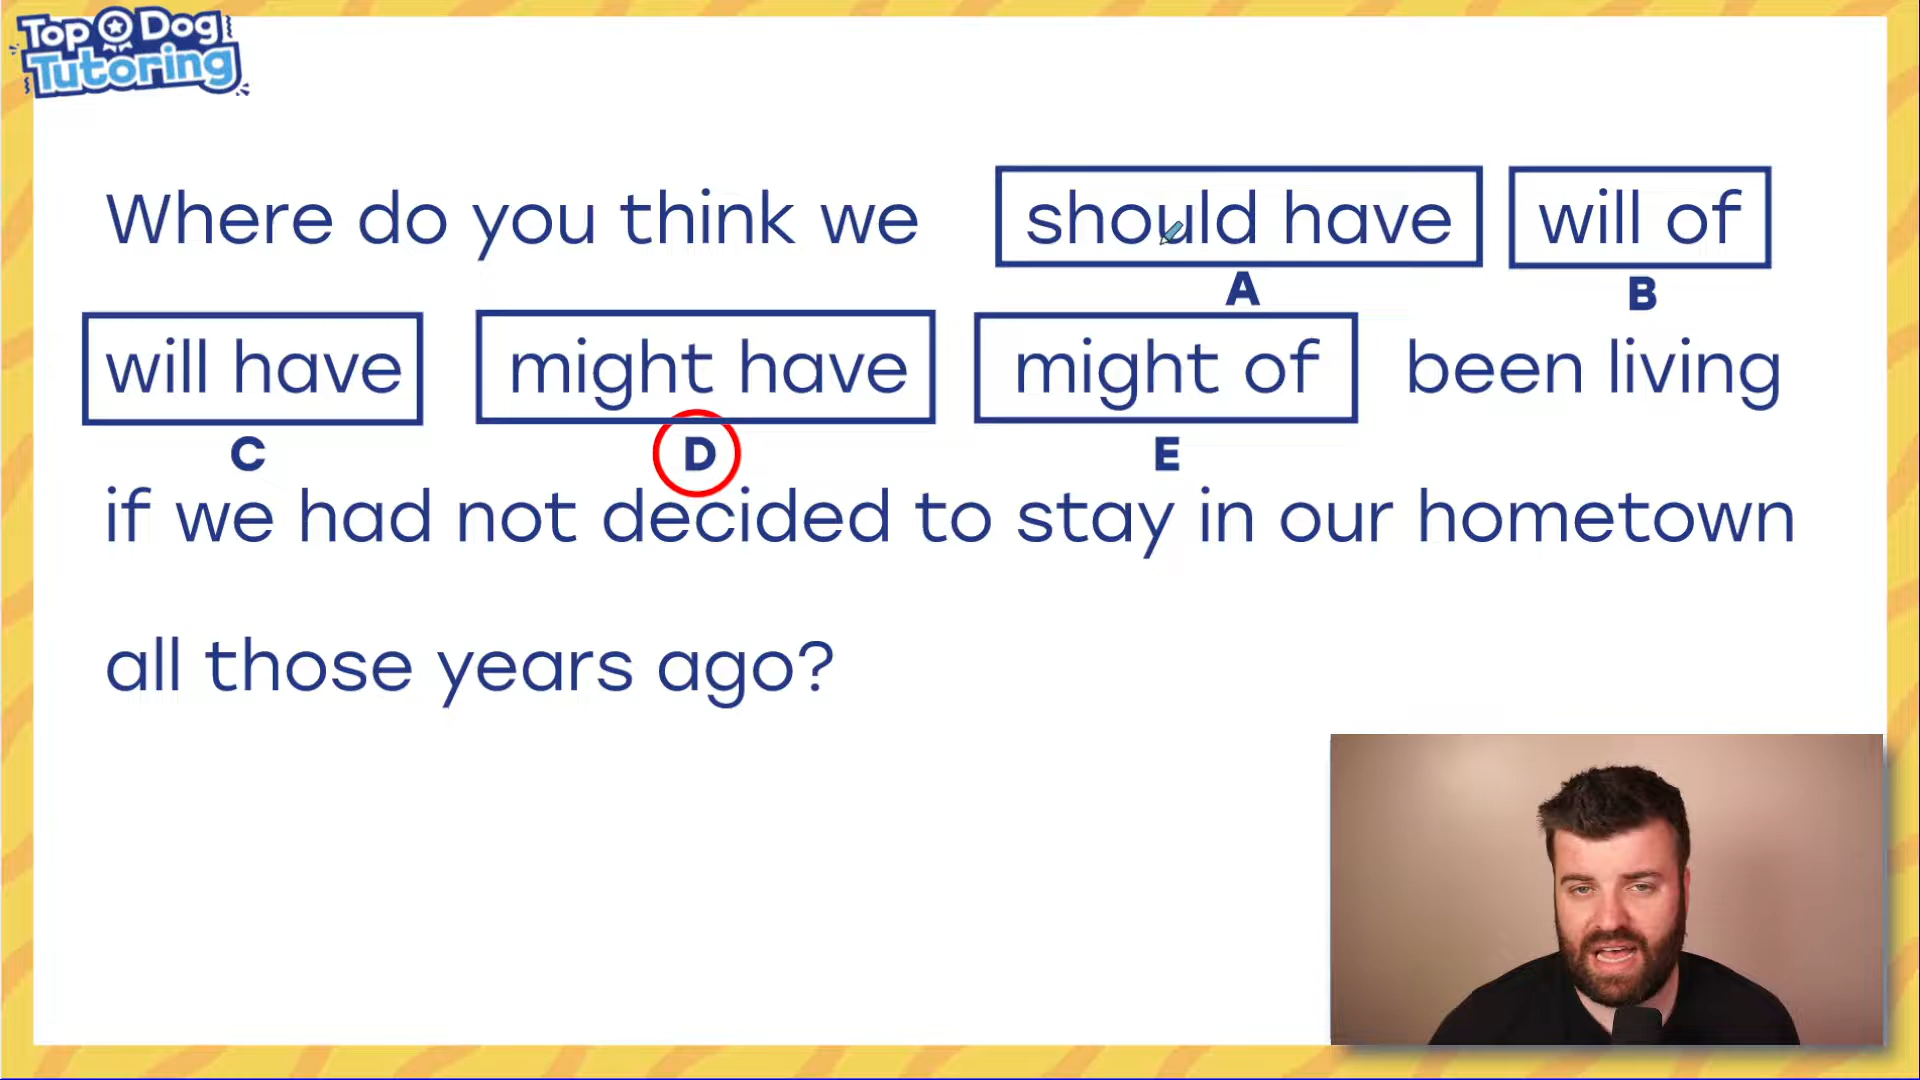 Top Dog
Tutoring
Where do you think we should have will of
A B
will have might have might of been living
C D E
if we had not decided to stay in our hometown
all those years ago?